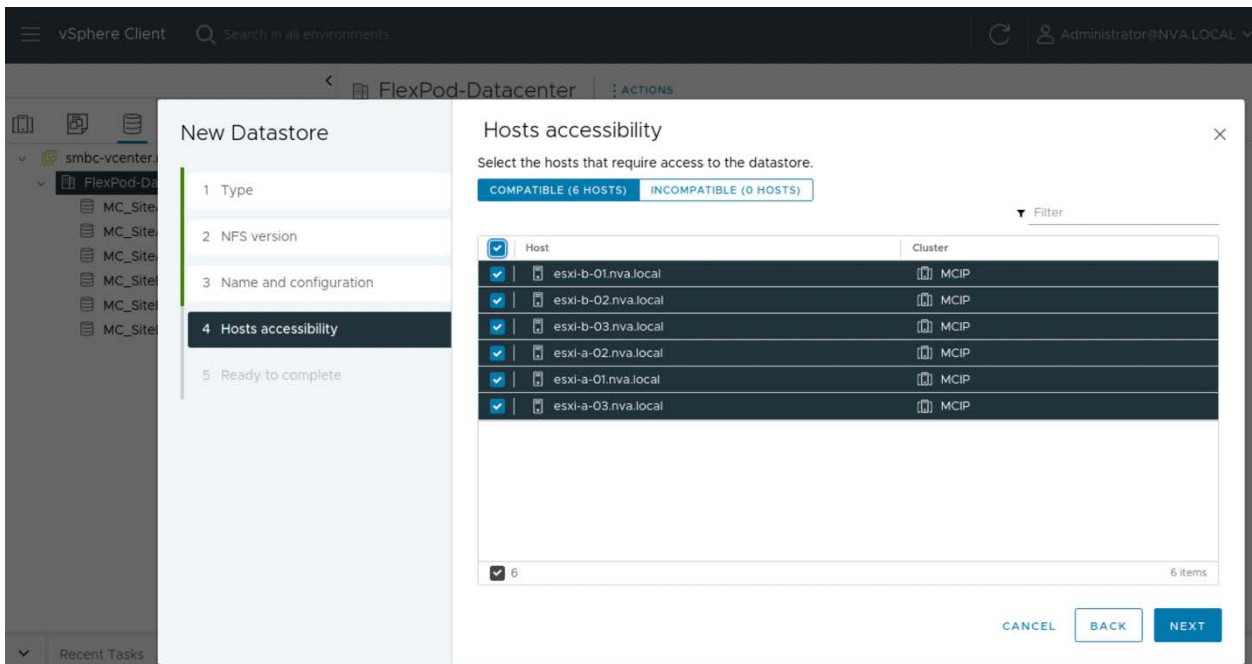 vSphere Client
Search in all environments
Administrator@NVA.LOCAL
FlexPod-Datacenter
ACTIONS
smbc-vcenter.
FlexPod-Da
MC_Site
MC_Site
MC_Site
MC_Site
MC_Site
MC_Site
New Datastore
1 Type
2 NFS version
3 Name and configuration
4 Hosts accessibility
5 Ready to complete
Hosts accessibility
Select the hosts that require access to the datastore.
COMPATIBLE (6 HOSTS) INCOMPATIBLE (0 HOSTS)
Filter
Host Cluster
esxi-b-01.nva.local MCIP
esxi-b-02.nva.local MCIP
esxi-b-03.nva.local MCIP
esxi-a-02.nva.local MCIP
esxi-a-01.nva.local MCIP
esxi-a-03.nva.local MCIP
6 6 items
CANCEL BACK NEXT
Recent Tasks